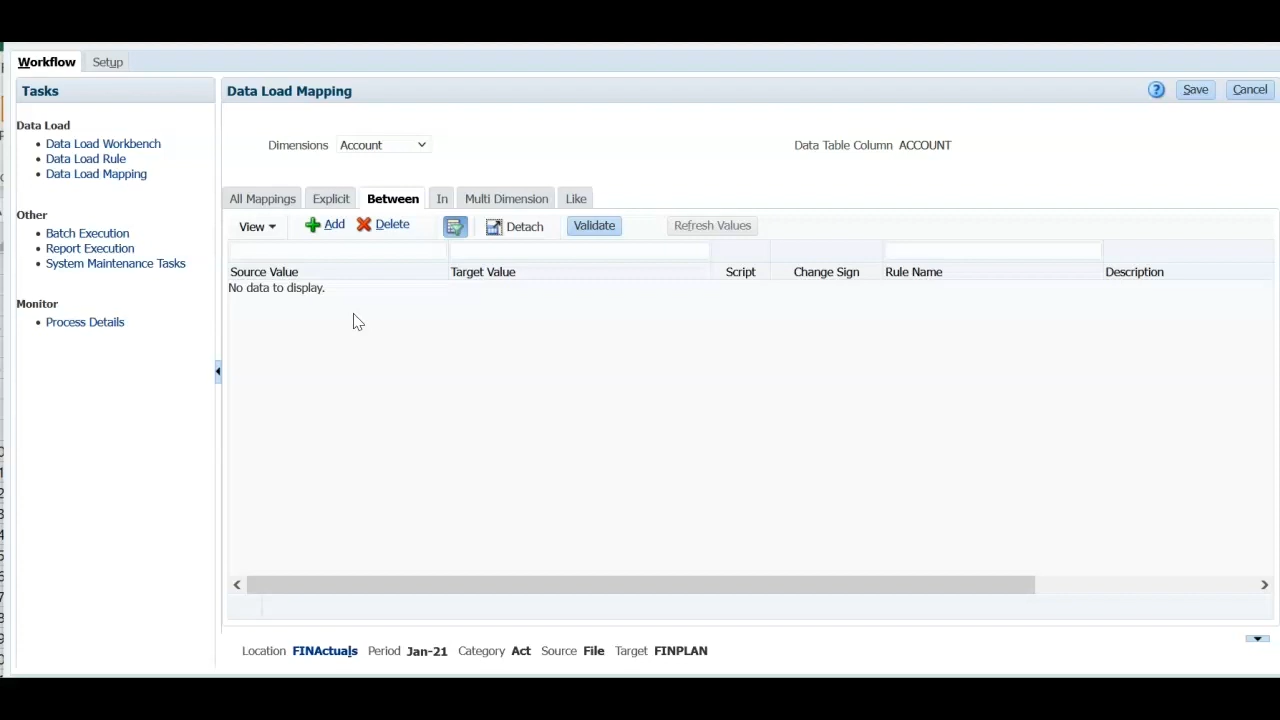 Workflow Setup
Tasks
Data Load Mapping
Save Cancel
Data Load
Data Load Workbench
Data Load Rule
Data Load Mapping
Other
Batch Execution
Report Execution
System Maintenance Tasks
Monitor
Process Details
Dimensions Account
Data Table Column ACCOUNT
All Mappings Explicit Between In Multi Dimension Like
View Add Delete Detach Validate Refresh Values
Source Value Target Value Script Change Sign Rule Name Description
No data to display.
Location FINActuals Period Jan-21 Category Act Source File Target FINPLAN